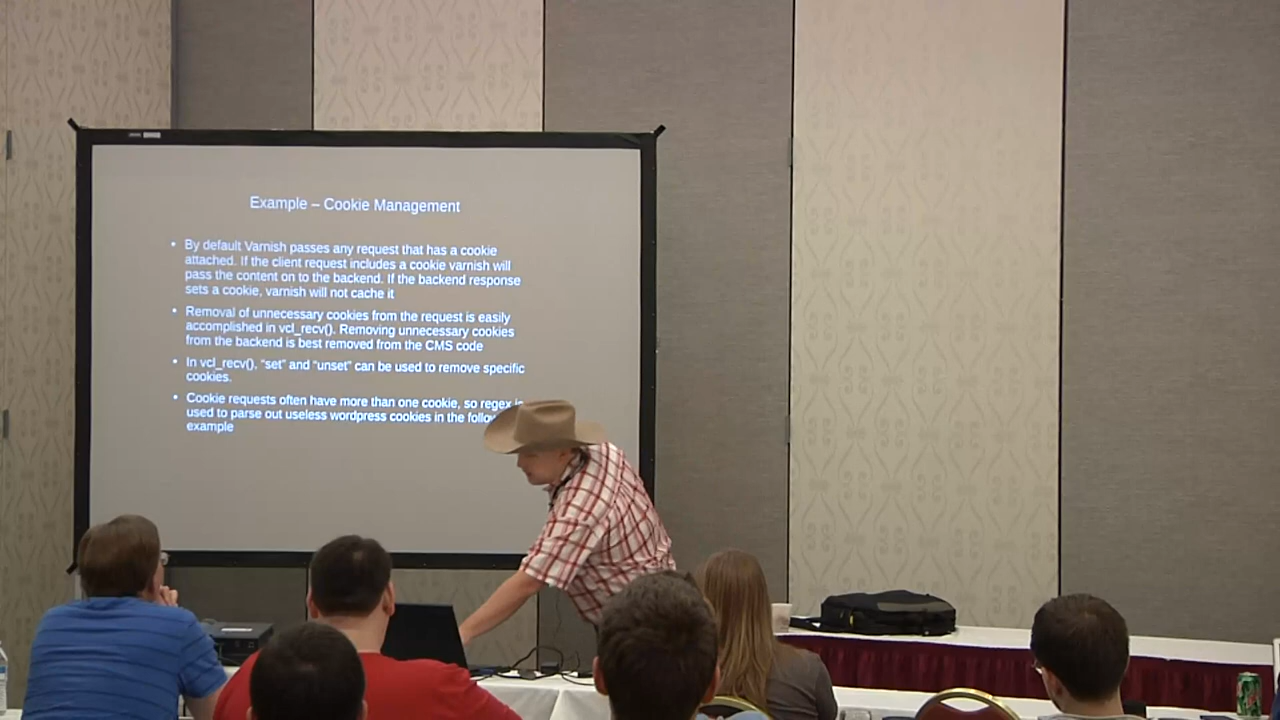 Example – Cookie Management
• By default Varnish passes any request that has a cookie
attached. If the client request includes a cookie varnish will
pass the content on to the backend. If the backend response
sets a cookie, varnish will not cache it
• Removal of unnecessary cookies from the request is easily
accomplished in vcl_recv(). Removing unnecessary cookies
from the backend is best removed from the CMS code
• In vcl_recv(), “set” and “unset” can be used to remove specific
cookies.
• Cookie requests often have more than one cookie, so regex
used to parse out useless wordpress cookies in the
example